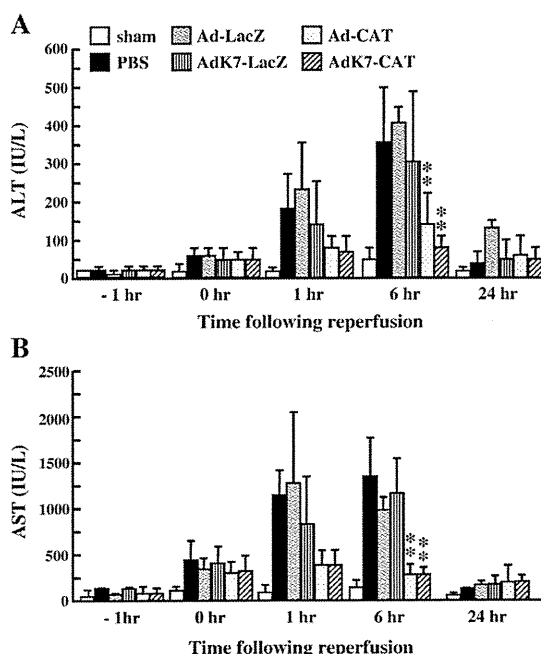 A
sham Ad-LacZ Ad-CAT
PBS AdK7-LacZ AdK7-CAT
600
500
400
300
200
100
0
ALT (IU/L)
** **
- 1 hr 0 hr 1 hr 6 hr 24 hr
Time following reperfusion
B
2500
2000
1500
1000
500
0
AST (IU/L)
** **
- 1hr 0 hr 1 hr 6 hr 24 hr
Time following reperfusion